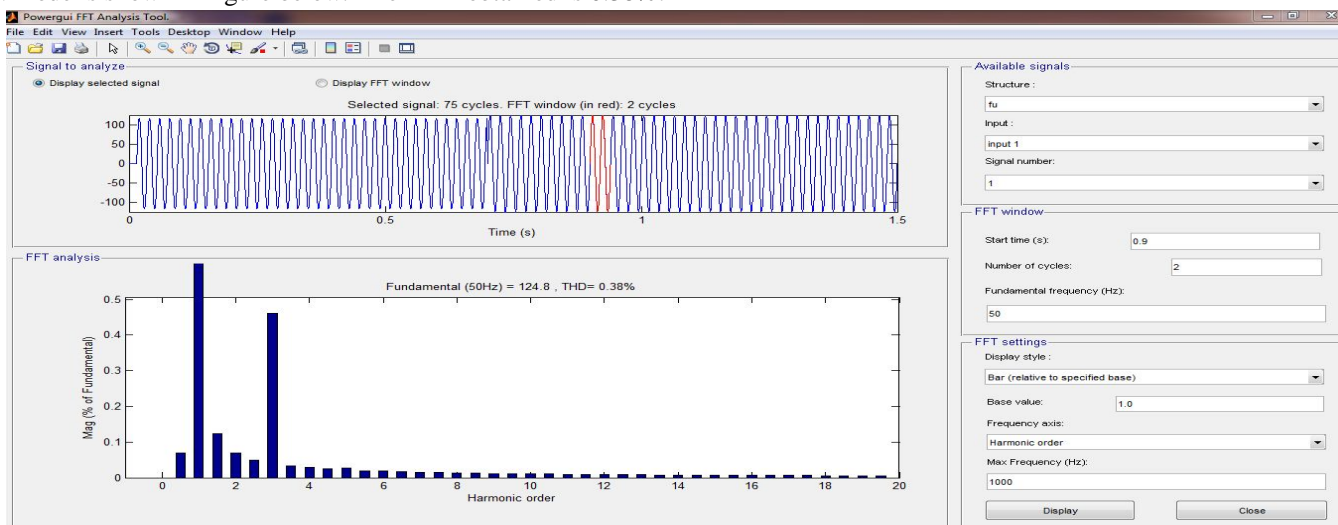 Powergui FFT Analysis Tool.
File Edit View Insert Tools Desktop Window Help
Signal to analyze
Display selected signal
Display FFT window
Selected signal: 75 cycles. FFT window (in red): 2 cycles
100
50
0
-50
-100
0
0.5
1
1.5
Time (s)
FFT analysis
Fundamental (50Hz) = 124.8 , THD= 0.38%
0.5
0.4
0.3
0.2
0.1
0
Mag (% of Fundamental)
0
2
4
6
8
10
12
14
16
18
20
Harmonic order
Available signals
Structure :
fu
Input :
input 1
Signal number:
1
FFT window
Start time (s):
0.9
Number of cycles:
2
Fundamental frequency (Hz):
50
FFT settings
Display style :
Bar (relative to specified base)
Base value:
1.0
Frequency axis:
Harmonic order
Max Frequency (Hz):
1000
Display
Close